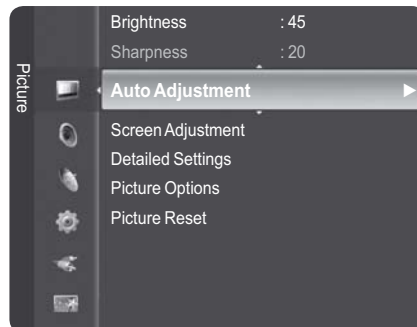 Picture
Brightness : 45
Sharpness : 20
Auto Adjustment
Screen Adjustment
Detailed Settings
Picture Options
Picture Reset